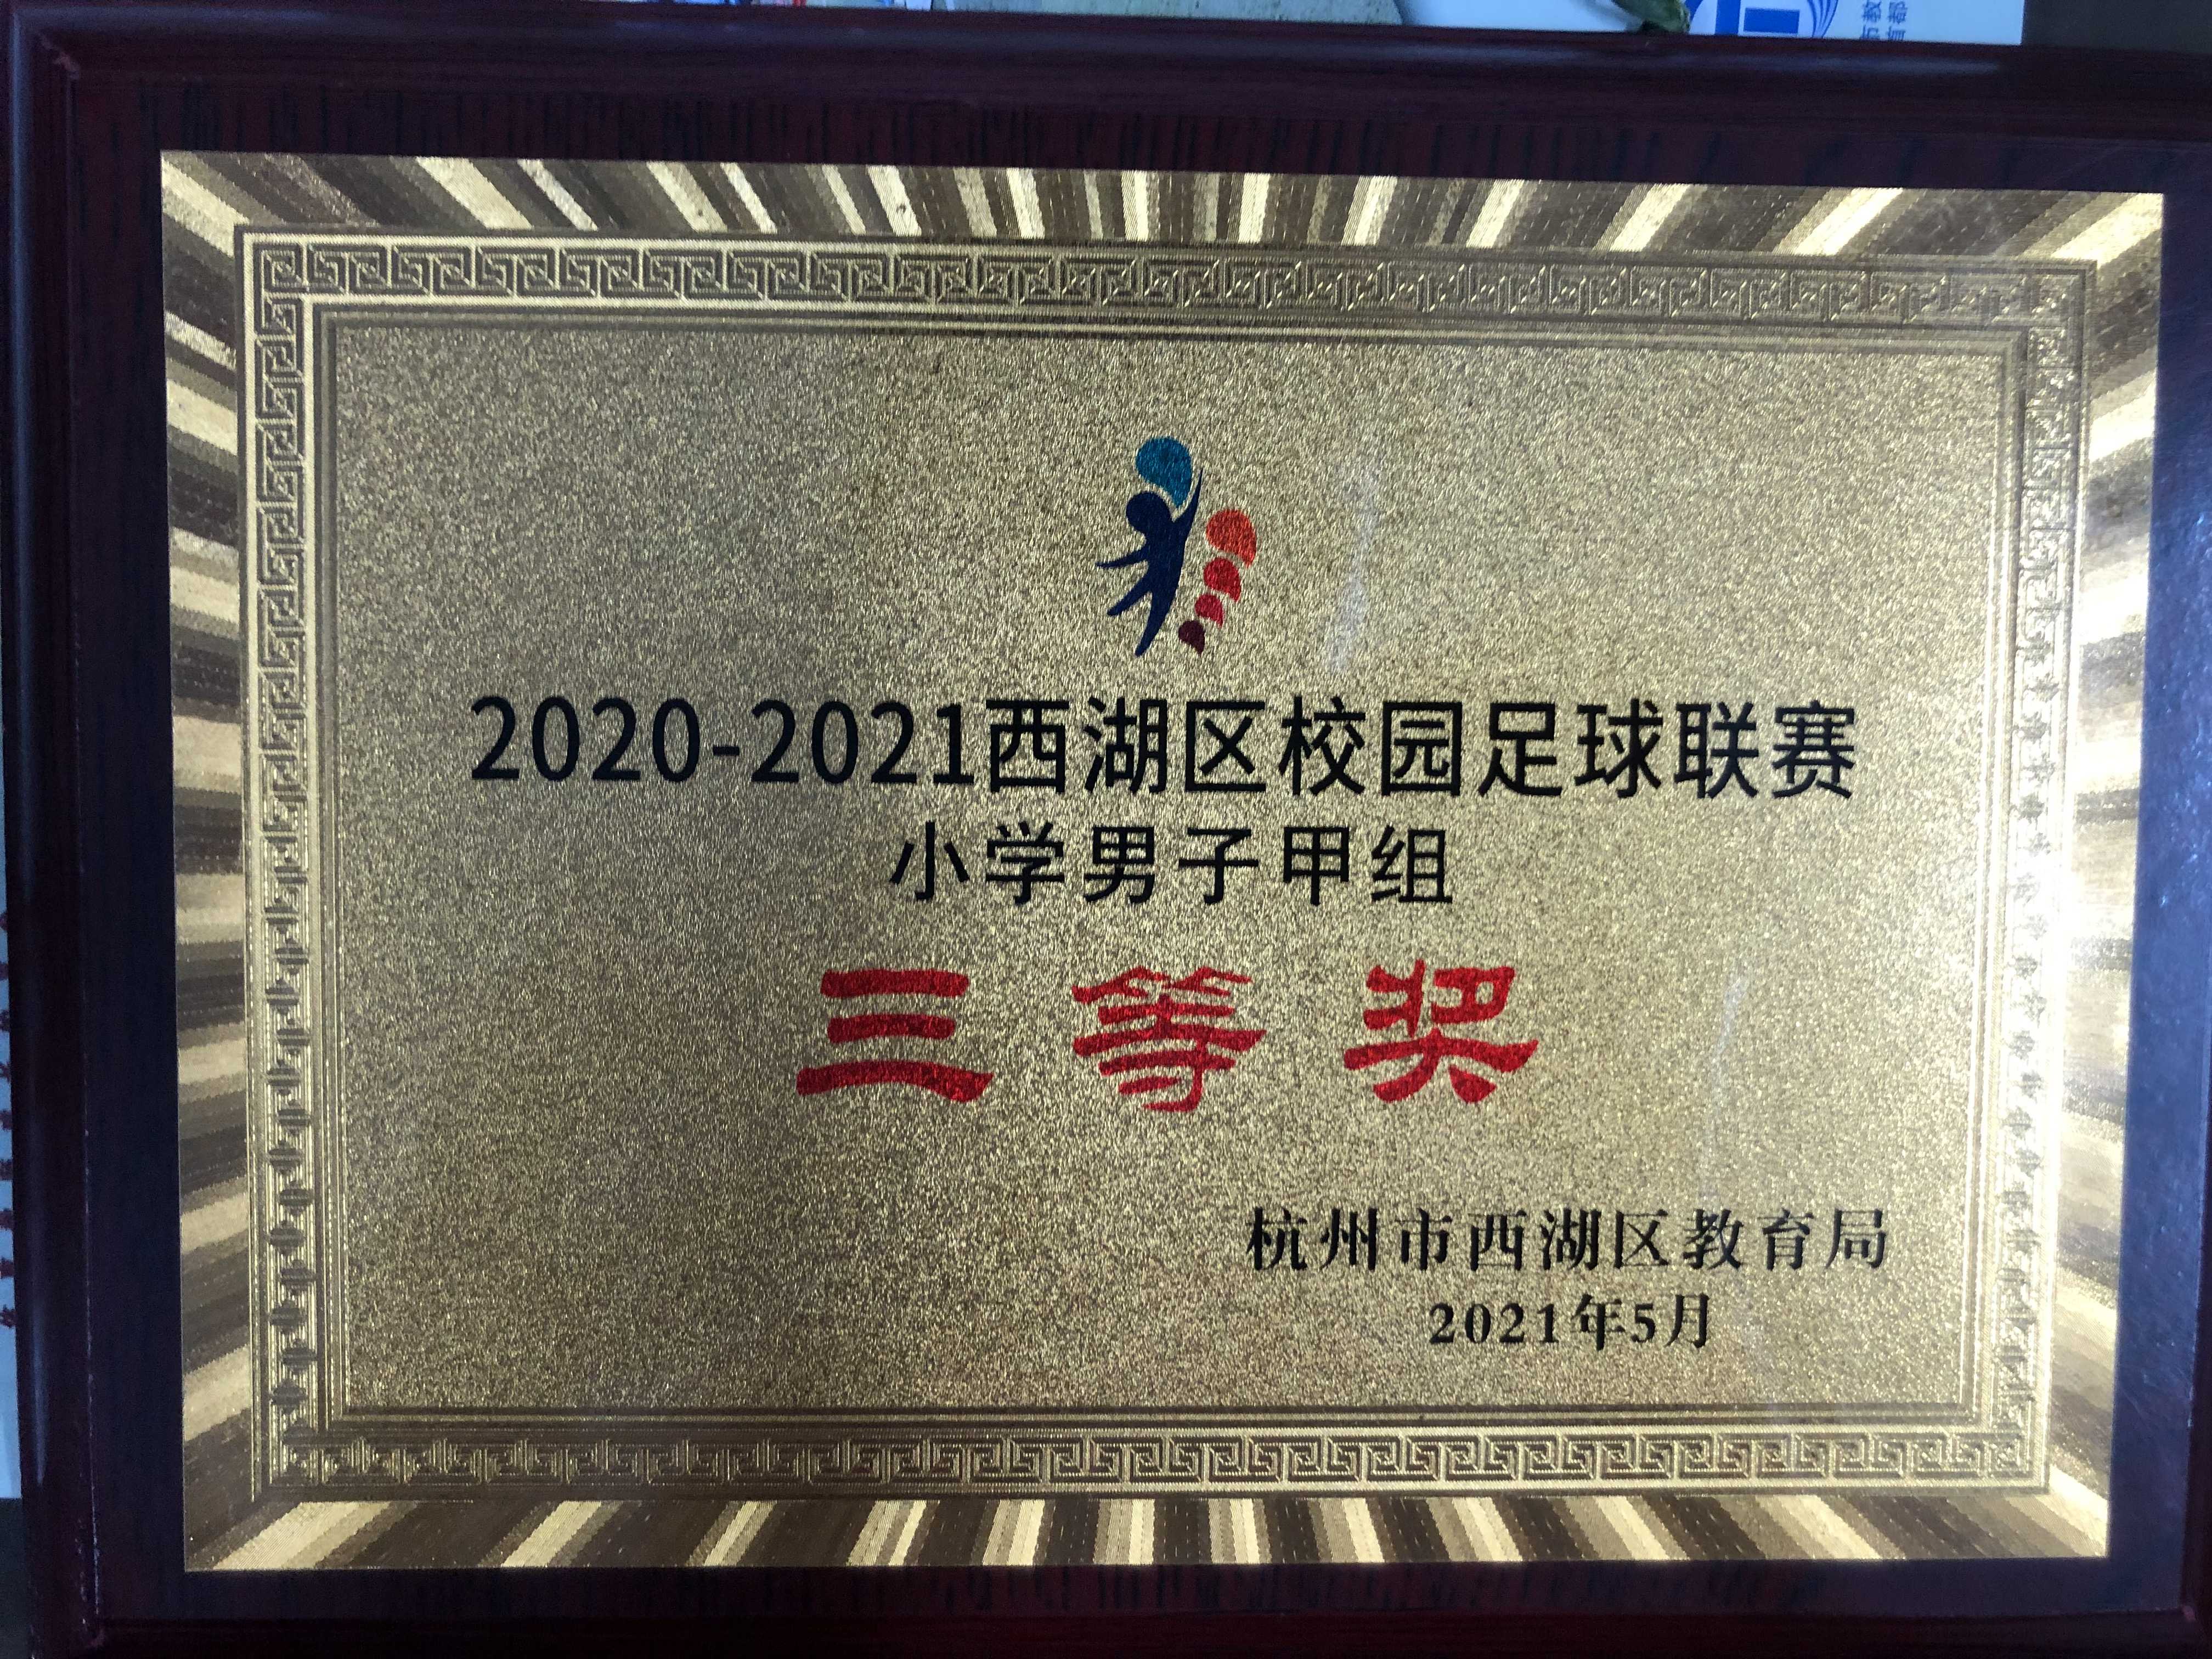 2020-2021西湖区校园足球联赛
小学男子甲组
三等奖
杭州市西湖区教育局
2021年5月